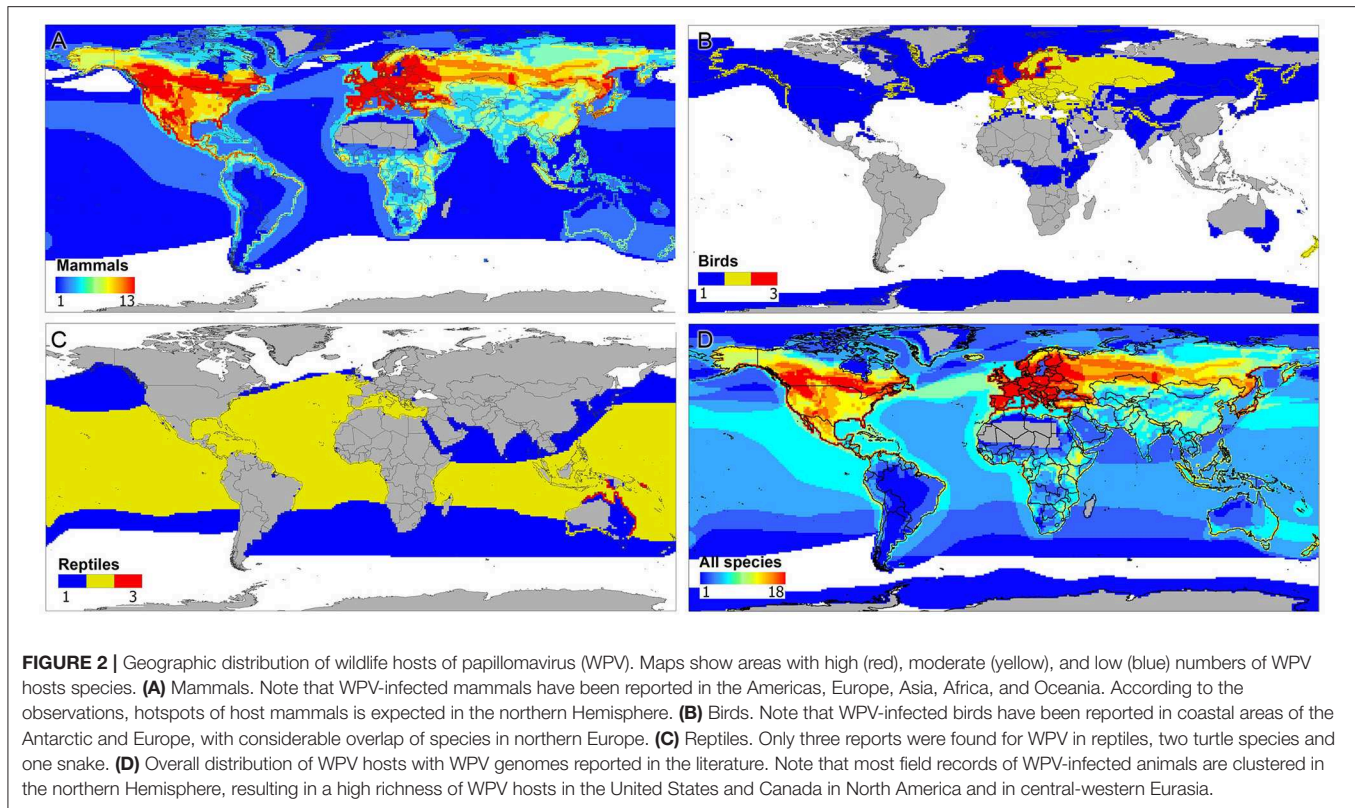 A
Mammals
1 13
B
Birds
1 3
C
Reptiles
1 3
D
All species
1 18
FIGURE 2 | Geographic distribution of wildlife hosts of papillomavirus (WPV). Maps show areas with high (red), moderate (yellow), and low (blue) numbers of WPV
hosts species. (A) Mammals. Note that WPV-infected mammals have been reported in the Americas, Europe, Asia, Africa, and Oceania. According to the
observations, hotspots of host mammals is expected in the northern Hemisphere. (B) Birds. Note that WPV-infected birds have been reported in coastal areas of the
Antarctic and Europe, with considerable overlap of species in northern Europe. (C) Reptiles. Only three reports were found for WPV in reptiles, two turtle species and
one snake. (D) Overall distribution of WPV hosts with WPV genomes reported in the literature. Note that most field records of WPV-infected animals are clustered in
the northern Hemisphere, resulting in a high richness of WPV hosts in the United States and Canada in North America and in central-western Eurasia.